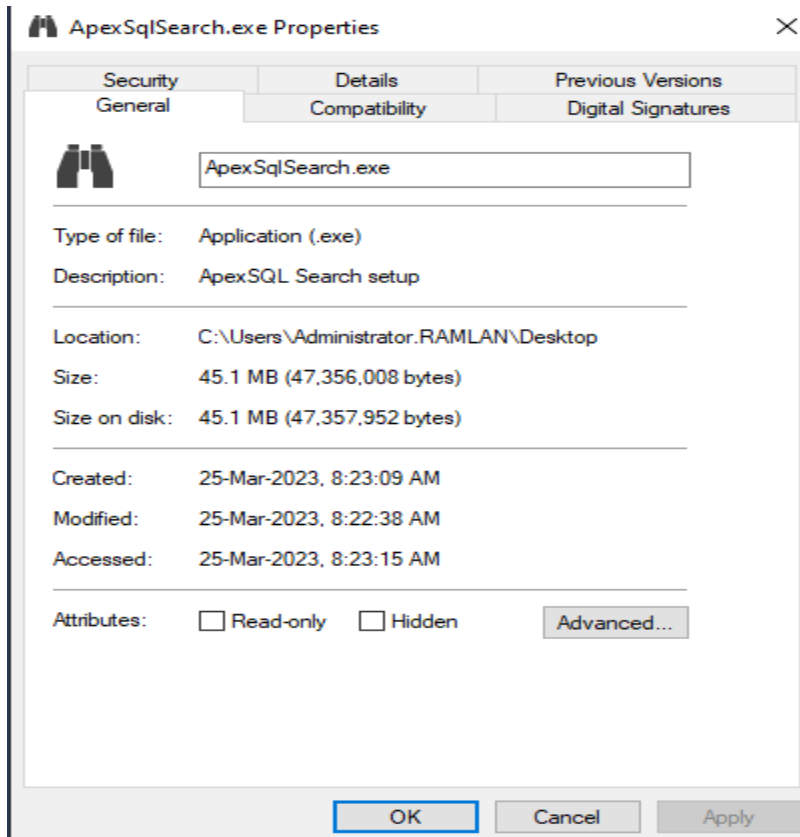 ApexSqlSearch.exe Properties
Security Details Previous Versions
General Compatibility Digital Signatures
ApexSqlSearch.exe
Type of file: Application (.exe)
Description: ApexSQL Search setup
Location: C:\Users\Administrator.RAMLAN\Desktop
Size: 45.1 MB (47,356,008 bytes)
Size on disk: 45.1 MB (47,357,952 bytes)
Created: 25-Mar-2023, 8:23:09 AM
Modified: 25-Mar-2023, 8:22:38 AM
Accessed: 25-Mar-2023, 8:23:15 AM
Attributes: Read-only Hidden Advanced...
OK Cancel Apply